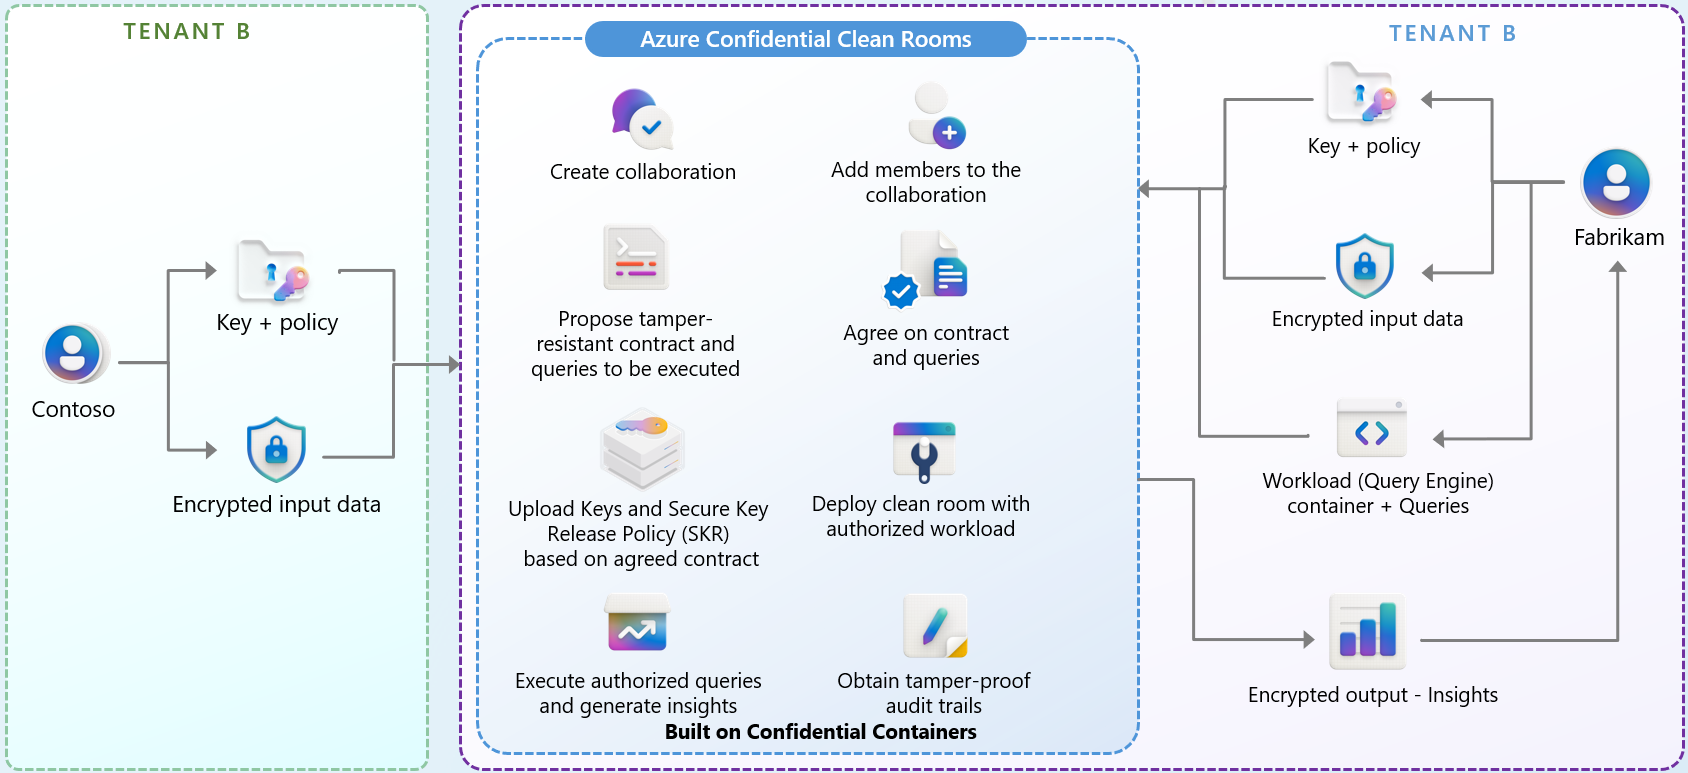 TENANT B
Contoso
Key + policy
Encrypted input data
Azure Confidential Clean Rooms
Create collaboration
Add members to the
collaboration
Propose tamper-
resistant contract and
queries to be executed
Agree on contract
and queries
Upload Keys and Secure Key
Release Policy (SKR)
based on agreed contract
Deploy clean room with
authorized workload
Execute authorized queries
and generate insights
Obtain tamper-proof
audit trails
Built on Confidential Containers
TENANT B
Key + policy
Fabrikam
Encrypted input data
Workload (Query Engine)
container + Queries
Encrypted output - Insights